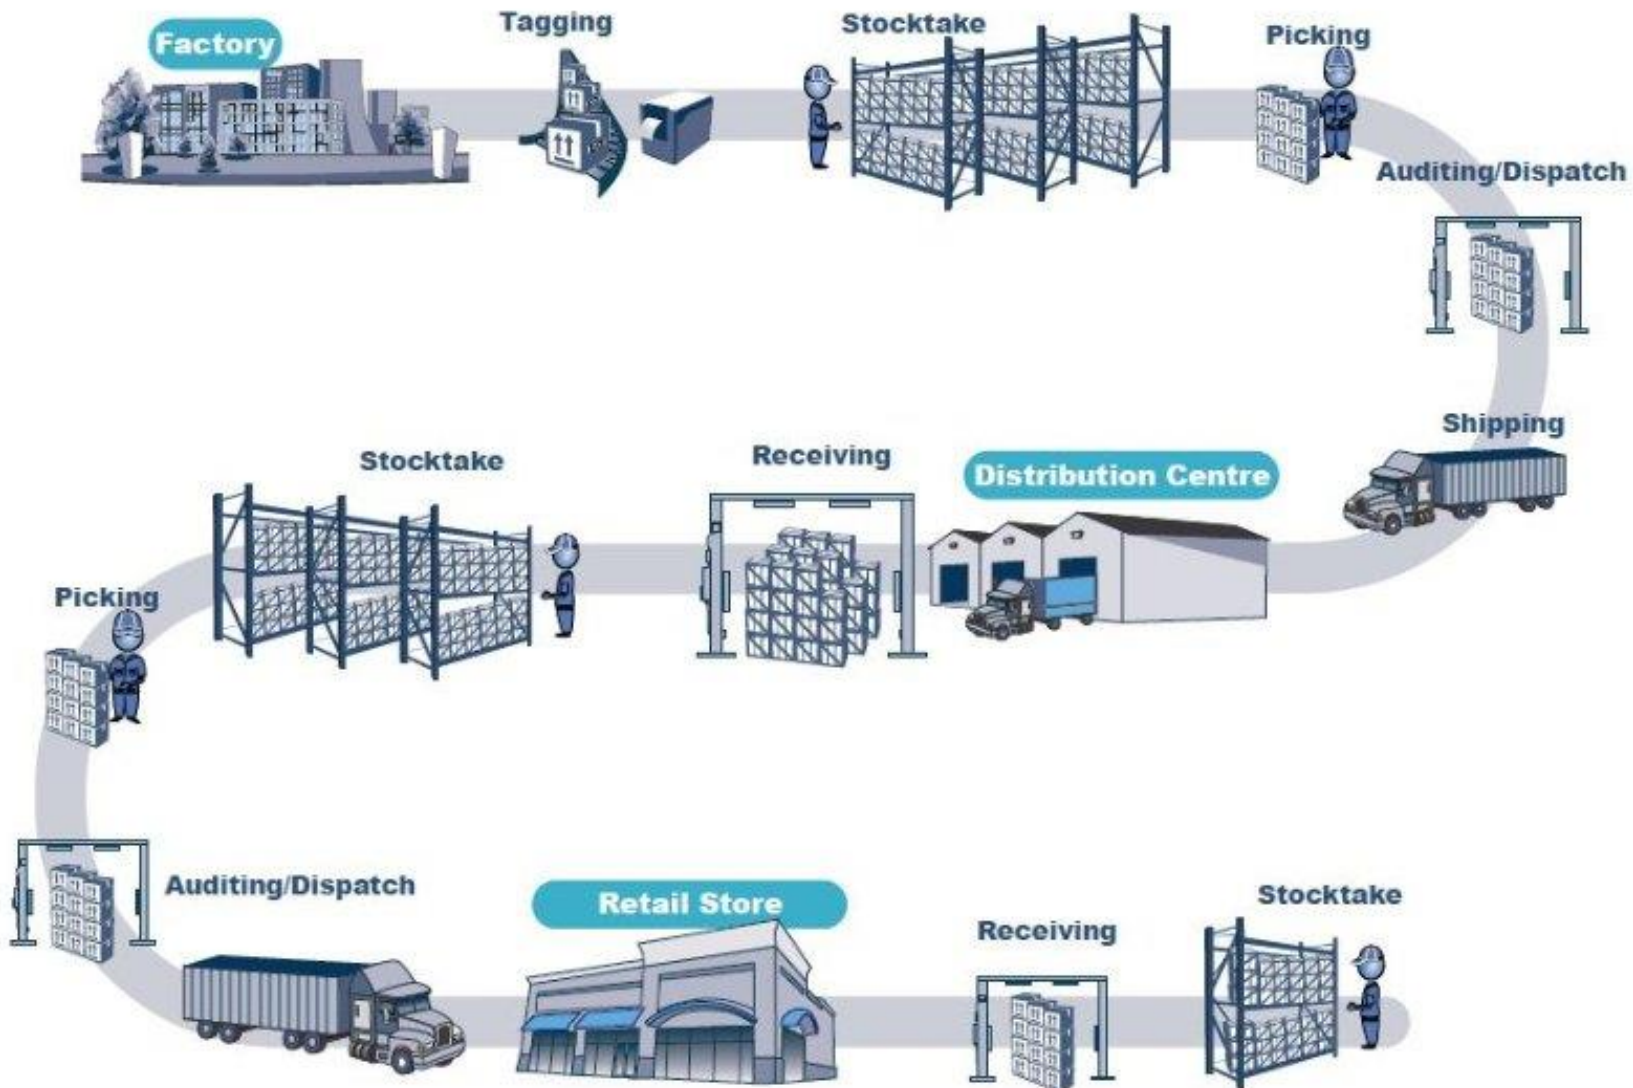 Factory
Tagging
Stocktake
Picking
Auditing/Dispatch
Shipping
Distribution Centre
Receiving
Stocktake
Picking
Auditing/Dispatch
Retail Store
Receiving
Stocktake